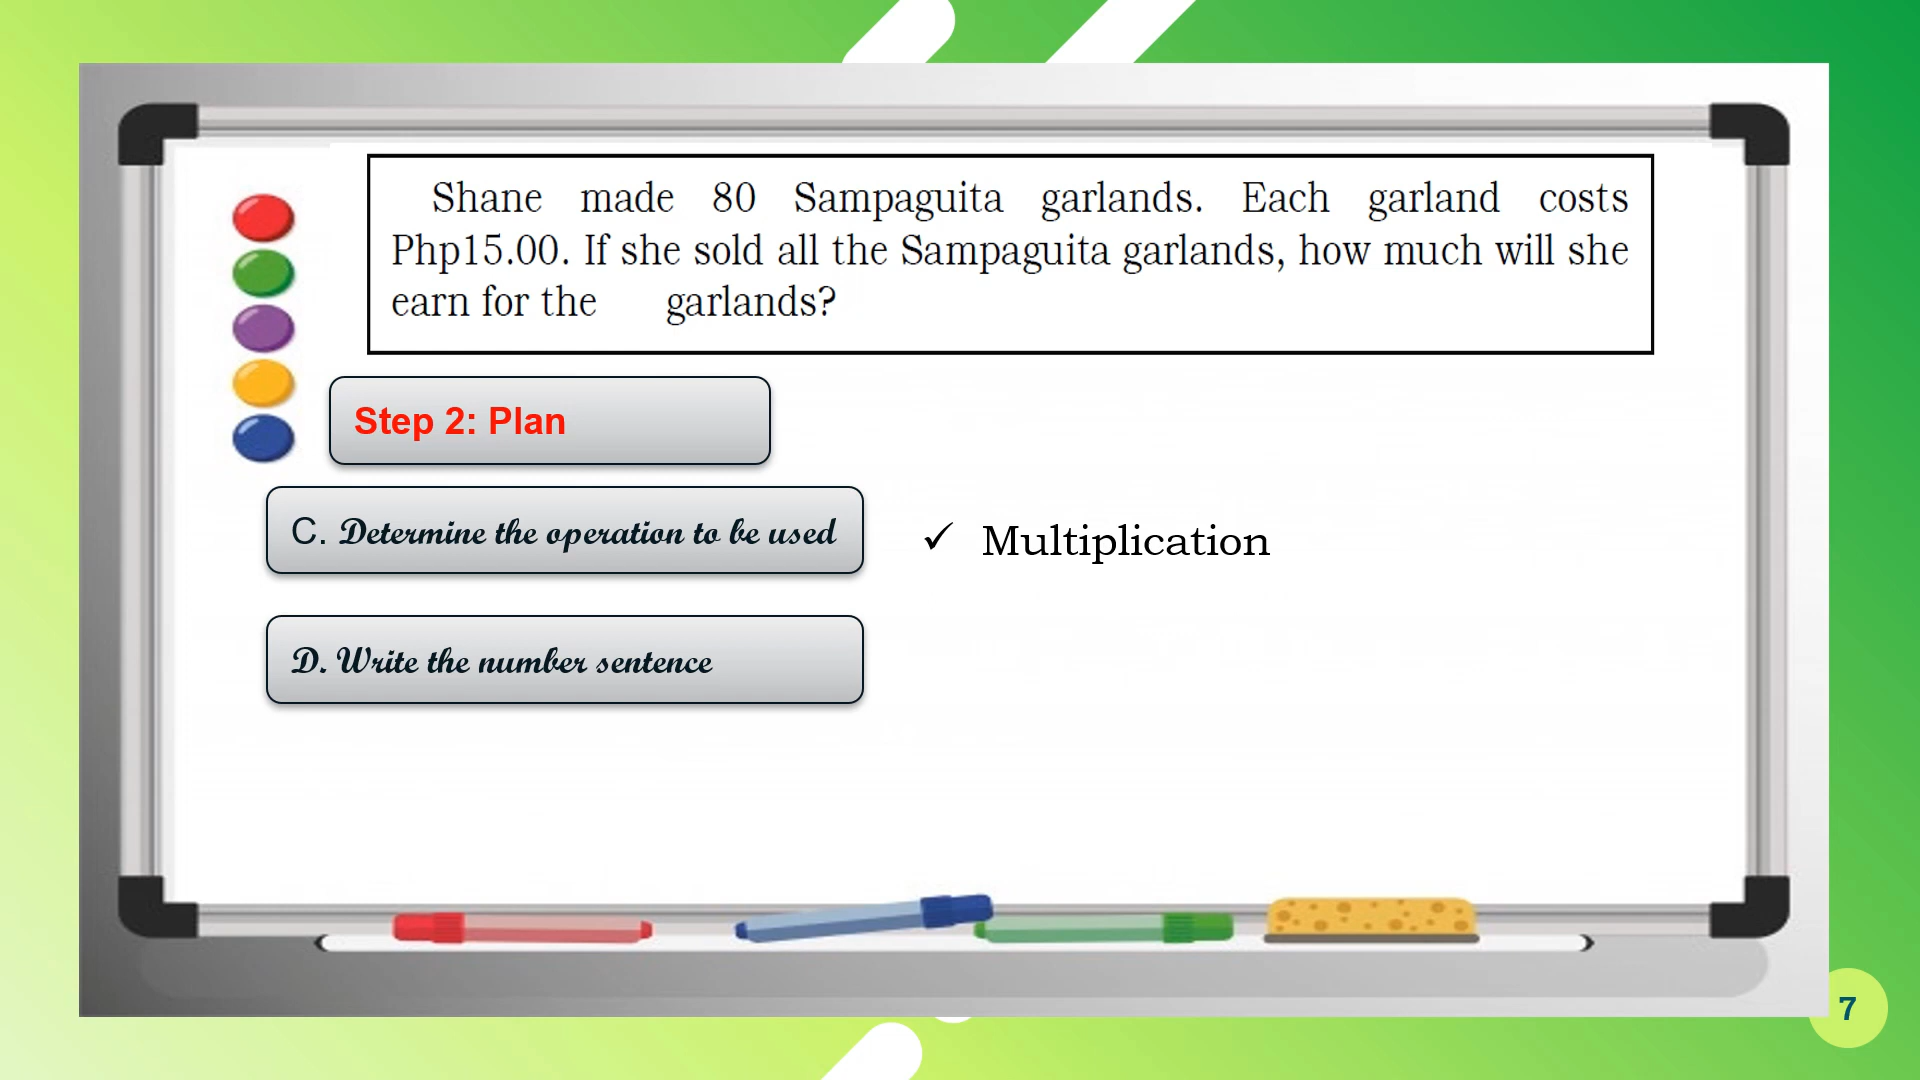 Shane made 80 Sampaguita garlands. Each garland costs
Php15.00. If she sold all the Sampaguita garlands, how much will she
earn for the garlands?
Step 2: Plan
C. Determine the operation to be used
✓ Multiplication
D. Write the number sentence
7